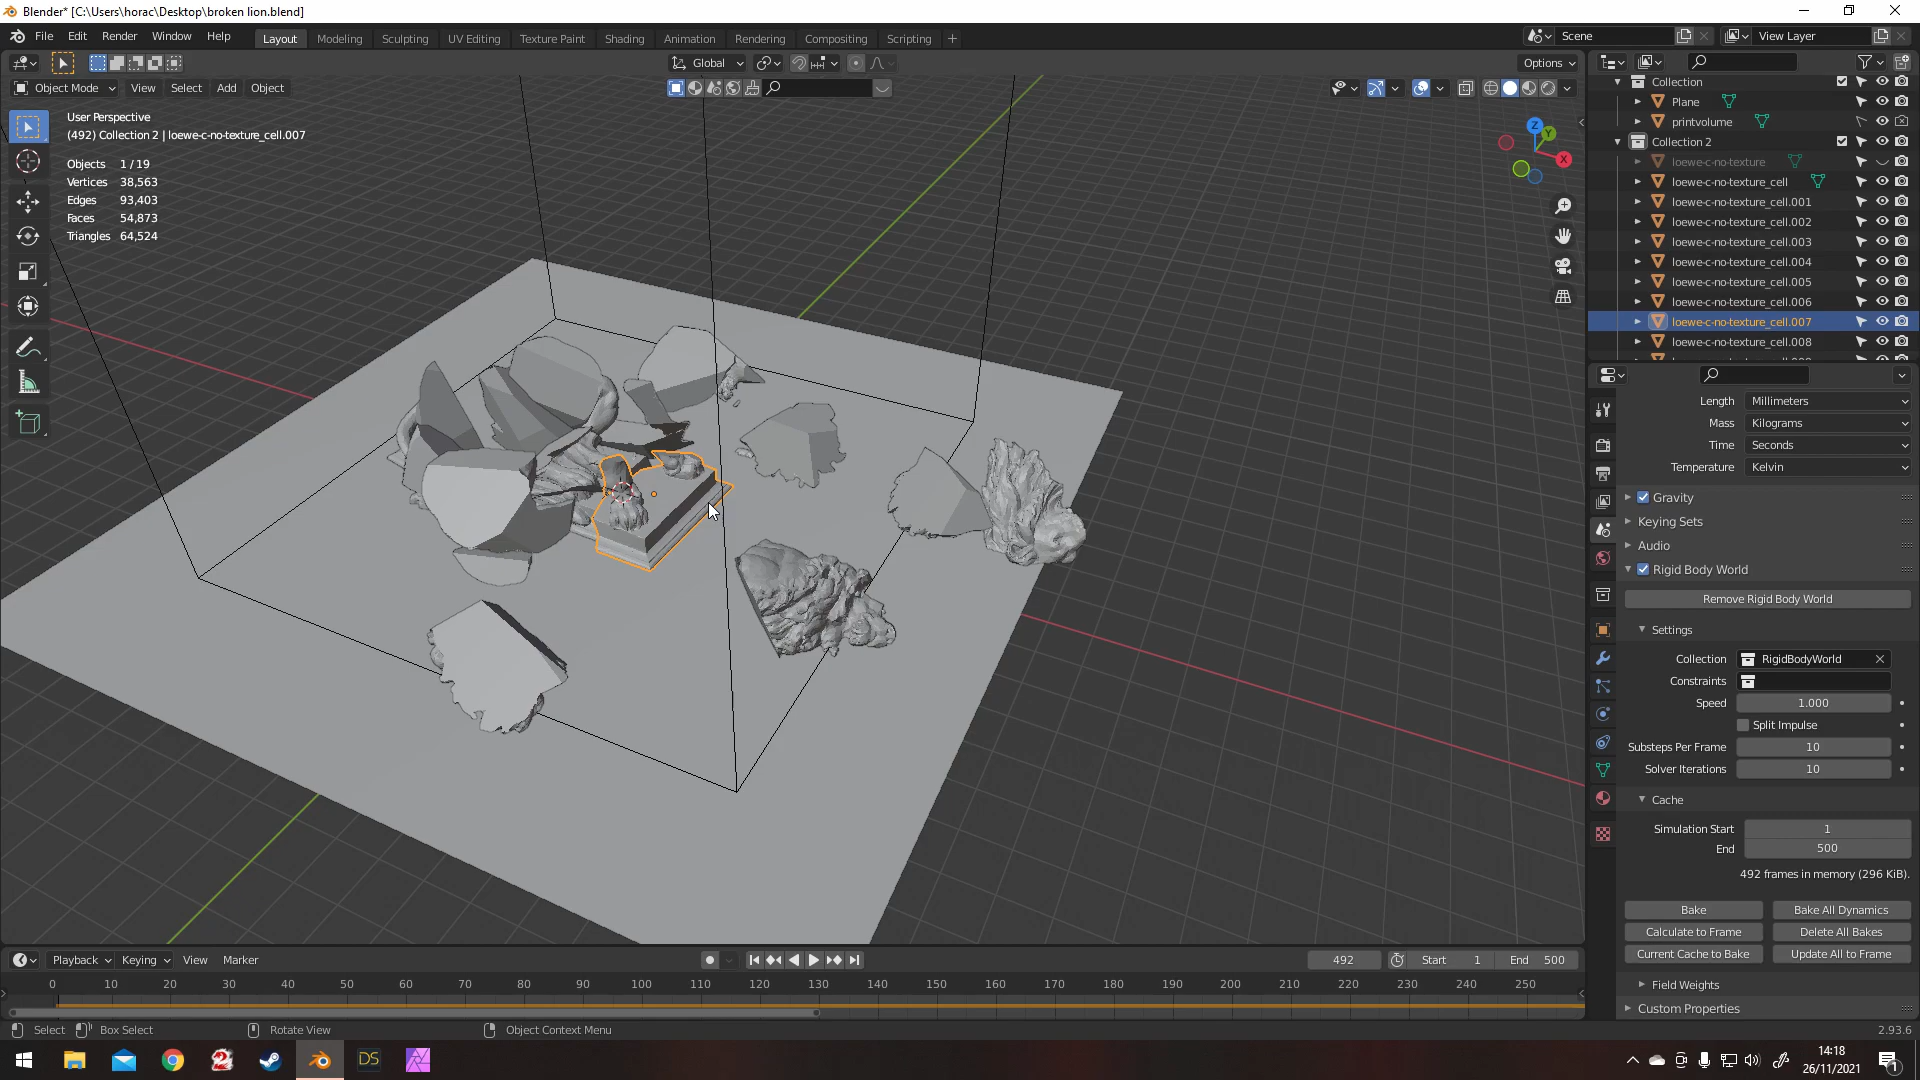 Blender* [C:\Users\horac\Desktop\broken lion.blend]
File Edit Render Window Help
Layout Modeling Sculpting UV Editing Texture Paint Shading Animation Rendering Compositing Scripting +
Scene
View Layer
Global
Options
Object Mode View Select Add Object
User Perspective
(492) Collection 2 | loewe-c-no-texture_cell.007
Objects 1 / 19
Vertices 38,563
Edges 93,403
Faces 54,873
Triangles 64,524
Z
Y
X
Collection
Plane
printvolume
Collection 2
loewe-c-no-texture
loewe-c-no-texture_cell
loewe-c-no-texture_cell.001
loewe-c-no-texture_cell.002
loewe-c-no-texture_cell.003
loewe-c-no-texture_cell.004
loewe-c-no-texture_cell.005
loewe-c-no-texture_cell.006
loewe-c-no-texture_cell.007
loewe-c-no-texture_cell.008
Length Millimeters
Mass Kilograms
Time Seconds
Temperature Kelvin
Gravity
Keying Sets
Audio
Rigid Body World
Remove Rigid Body World
Settings
Collection RigidBodyWorld
Constraints
Speed 1.000
Split Impulse
Substeps Per Frame 10
Solver Iterations 10
Cache
Simulation Start 1
End 500
492 frames in memory (296 KiB).
Bake Bake All Dynamics
Calculate to Frame Delete All Bakes
Current Cache to Bake Update All to Frame
Field Weights
Custom Properties
Playback Keying View Marker
492
Start 1
End 500
0 10 20 30 40 50 60 70 80 90 100 110 120 130 140 150 160 170 180 190 200 210 220 230 240 250
Select Box Select Rotate View Object Context Menu
2.93.6
DS
14:18
26/11/2021
1